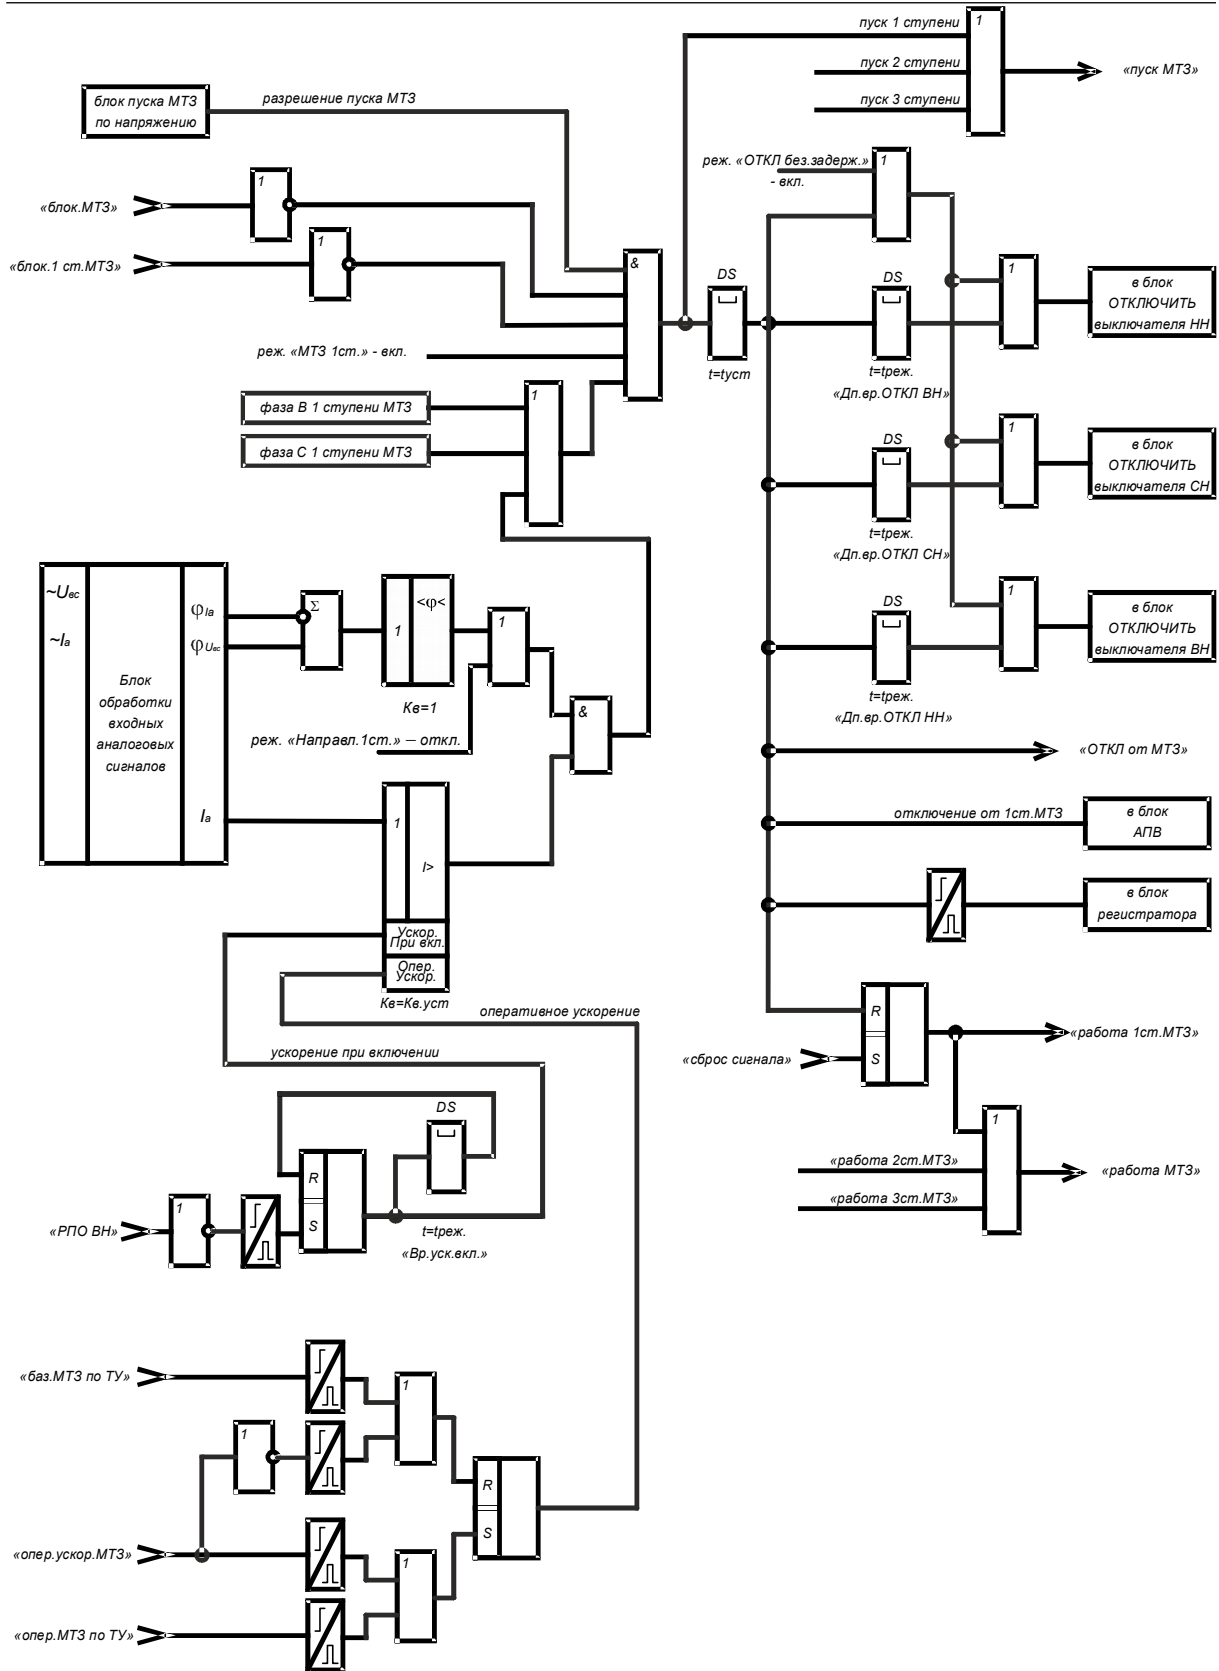 пуск 1 ступени
1
пуск 2 ступени
«пуск МТЗ»
пуск 3 ступени
блок пуска МТЗ
по напряжению
разрешение пуска МТЗ
реж. «ОТКЛ без.задерж.»
- вкл.
1
«блок.МТЗ»
1
«блок.1 ст.МТЗ»
1
&
DS
t=tуст
реж. «МТЗ 1ст.» - вкл.
DS
t=tреж.
«Дп.вр.ОТКЛ ВН»
1
в блок
ОТКЛЮЧИТЬ
выключателя НН
фаза В 1 ступени МТЗ
фаза С 1 ступени МТЗ
1
DS
t=tреж.
«Дп.вр.ОТКЛ СН»
1
в блок
ОТКЛЮЧИТЬ
выключателя СН
~Uвс
~Iа
Блок
обработки
входных
аналоговых
сигналов
φIа
φUвс
Iа
Σ
1
<φ<
Кв=1
1
реж. «Направл.1ст.» – откл.
&
DS
t=tреж.
«Дп.вр.ОТКЛ НН»
1
в блок
ОТКЛЮЧИТЬ
выключателя ВН
«ОТКЛ от МТЗ»
1
I>
Ускор.
При вкл.
Опер.
Ускор.
Кв=Кв.уст
отключение от 1ст.МТЗ
в блок
АПВ
в блок
регистратора
оперативное ускорение
ускорение при включении
R
S
«сброс сигнала»
«работа 1ст.МТЗ»
1
«работа 2ст.МТЗ»
«работа МТЗ»
«работа 3ст.МТЗ»
DS
R
S
«РПО ВН»
1
t=tреж.
«Вр.уск.вкл.»
«баз.МТЗ по ТУ»
1
1
R
S
«опер.ускор.МТЗ»
1
«опер.МТЗ по ТУ»